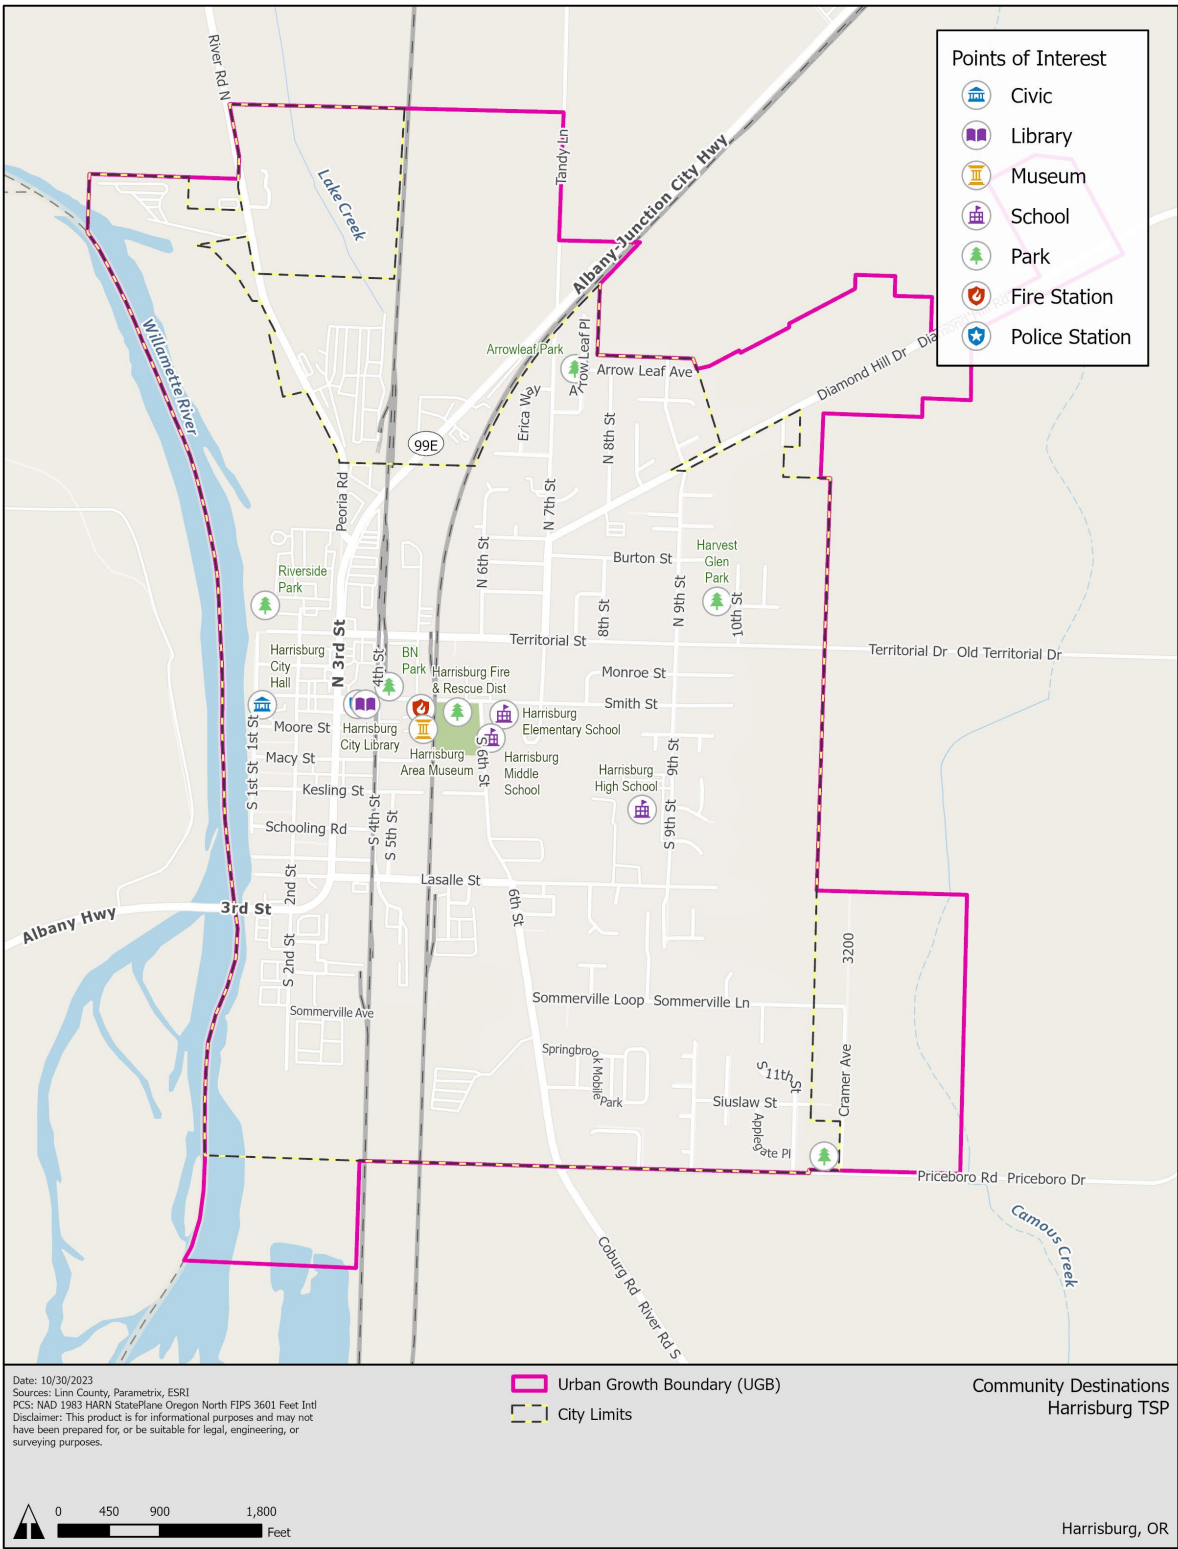 River Rd N
Points of Interest
Civic
Library
Museum
School
Park
Fire Station
Police Station
Tandy Ln
Albany-Junction City Hwy
Lake Creek
Willamette River
Arrowleaf Park
Arrow Leaf Pl
Arrow Leaf Ave
Erica Way
N 8th St
Diamond Hill Dr
99E
Peoria Rd
N 7th St
N 6th St
Burton St
Harvest
Glen
Park
Riverside
Park
8th St
N 9th St
10th St
N 3rd St
Territorial St
Territorial Dr Old Territorial Dr
Harrisburg
City
Hall
4th St
BN
Park
Harrisburg Fire
& Rescue Dist
Monroe St
Smith St
Harrisburg
Elementary School
1st St
Moore St
Harrisburg
City Library
Macy St
Harrisburg
Area Museum
S 6th St
Harrisburg
Middle
School
9th St
Harrisburg
High School
S 1st St
Kesling St
S 4th St
S 5th St
Schooling Rd
S 9th St
2nd St
Lasalle St
6th St
3rd St
Albany Hwy
S 2nd St
3200
Sommerville Ave
Sommerville Loop Sommerville Ln
Springbrook Mobile Park
S 11th St
Siuslaw St
Applegate Pl
Cramer Ave
Priceboro Rd Priceboro Dr
Camous Creek
Coburg Rd River Rd S
Date: 10/30/2023
Sources: Linn County, Parametrix, ESRI
PCS: NAD 1983 HARN StatePlane Oregon North FIPS 3601 Feet Intl
Disclaimer: This product is for informational purposes and may not
have been prepared for, or be suitable for legal, engineering, or
surveying purposes.
Urban Growth Boundary (UGB)
City Limits
Community Destinations
Harrisburg TSP
0 450 900 1,800
Feet
Harrisburg, OR